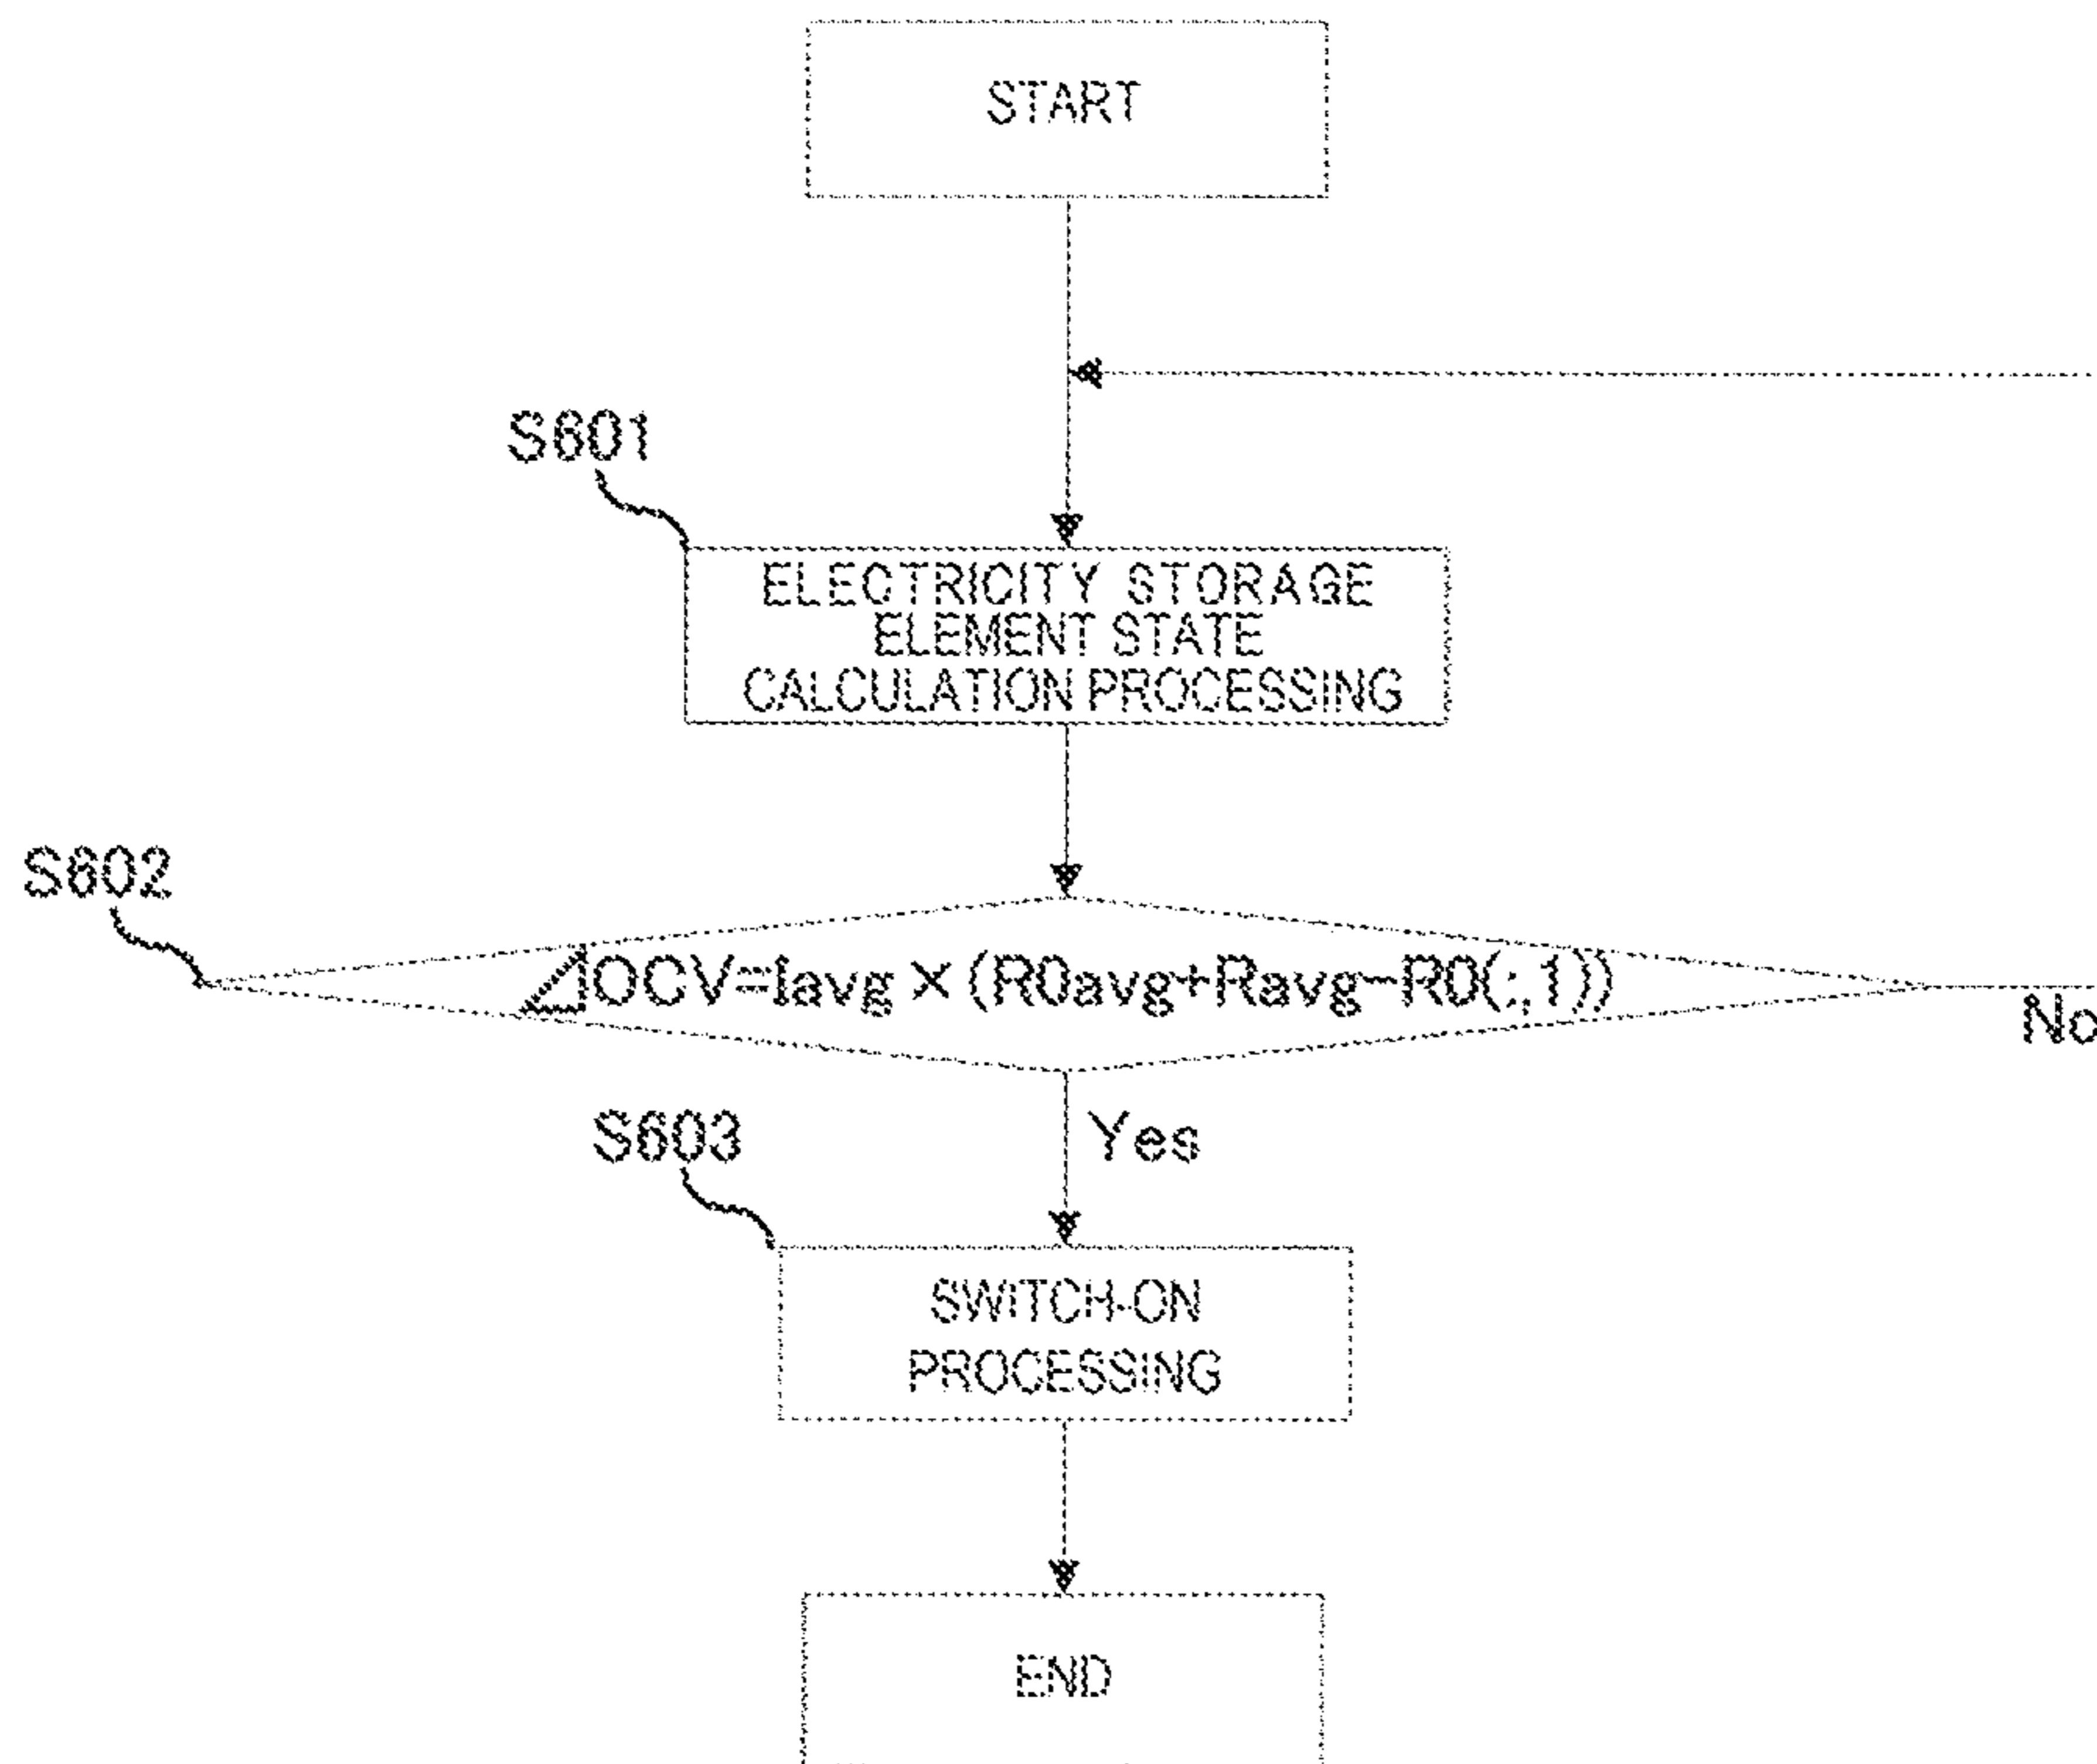 START
S601
ELECTRICITY STORAGE
ELEMENT STATE
CALCULATION PROCESSING
S602
⊿OCV=Iavg×(R0avg+Ravg-R0(:,1))
No
S603
Yes
SWITCH-ON
PROCESSING
END